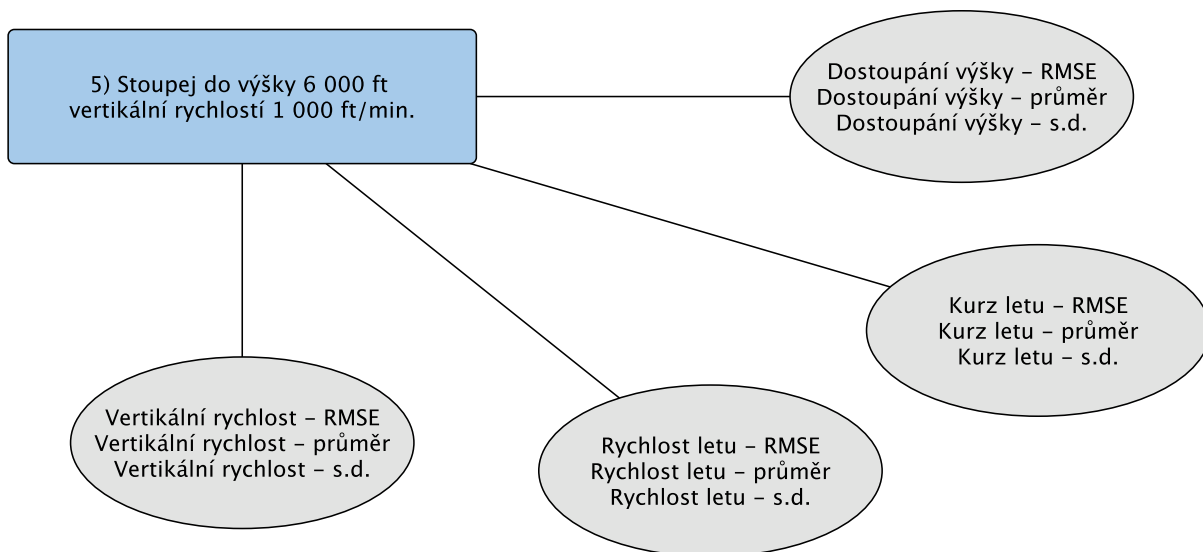 5) Stoupej do výšky 6 000 ft
vertikální rychlostí 1 000 ft/min.
Dostoupání výšky – RMSE
Dostoupání výšky – průměr
Dostoupání výšky – s.d.
Kurz letu – RMSE
Kurz letu – průměr
Kurz letu – s.d.
Vertikální rychlost – RMSE
Vertikální rychlost – průměr
Vertikální rychlost – s.d.
Rychlost letu – RMSE
Rychlost letu – průměr
Rychlost letu – s.d.